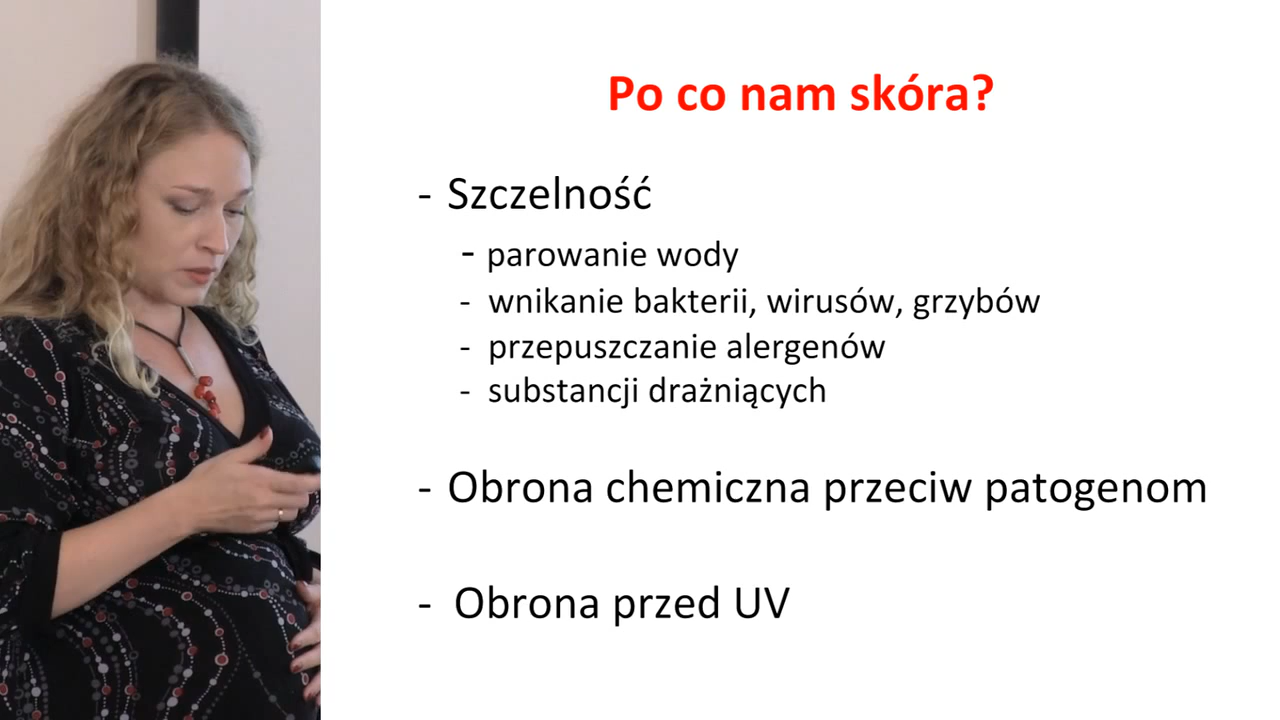 Po co nam skóra?
- Szczelność
- parowanie wody
- wnikanie bakterii, wirusów, grzybów
- przepuszczanie alergenów
- substancji drażniących
- Obrona chemiczna przeciw patogenom
- Obrona przed UV